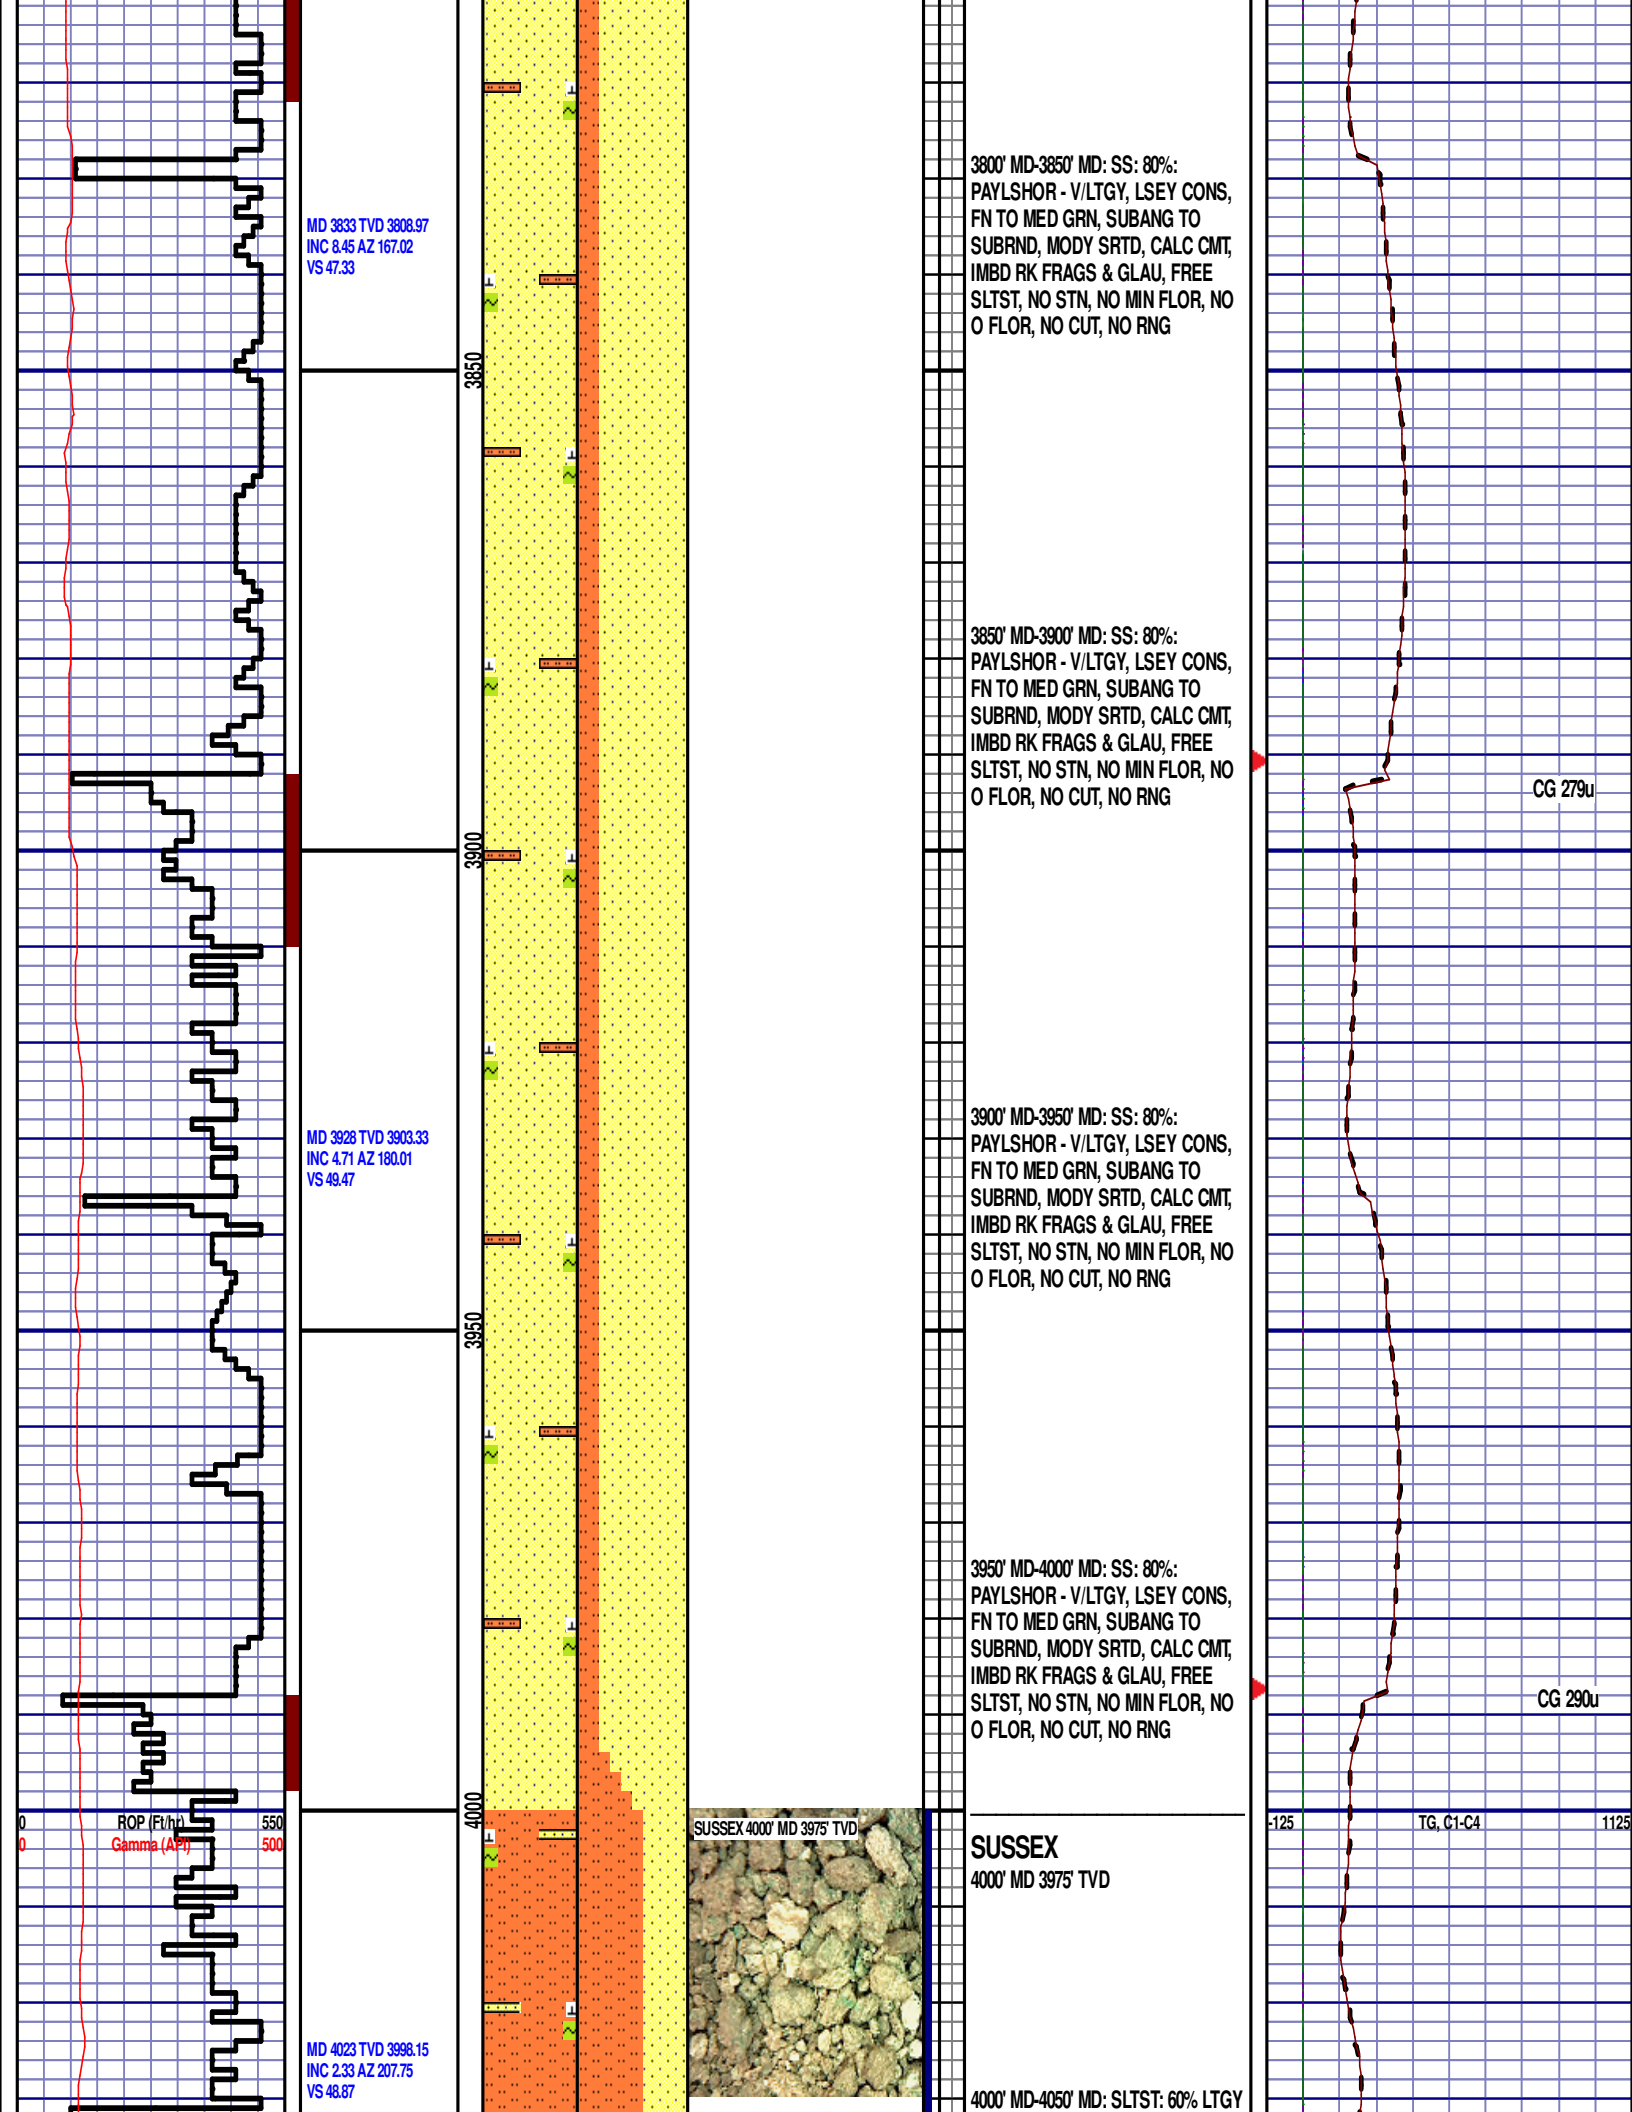 3800' MD-3850' MD: SS: 80%:
PAYLSHOR - V/LTGY, LSEY CONS,
FN TO MED GRN, SUBANG TO
SUBRND, MODY SRTD, CALC CMT,
IMBD RK FRAGS & GLAU, FREE
SLTST, NO STN, NO MIN FLOR, NO
O FLOR, NO CUT, NO RNG
MD 3833 TVD 3808.97
INC 8.45 AZ 167.02
VS 47.33
3850
3850' MD-3900' MD: SS: 80%:
PAYLSHOR - V/LTGY, LSEY CONS,
FN TO MED GRN, SUBANG TO
SUBRND, MODY SRTD, CALC CMT,
IMBD RK FRAGS & GLAU, FREE
SLTST, NO STN, NO MIN FLOR, NO
O FLOR, NO CUT, NO RNG
CG 279u
3900
3900' MD-3950' MD: SS: 80%:
PAYLSHOR - V/LTGY, LSEY CONS,
FN TO MED GRN, SUBANG TO
SUBRND, MODY SRTD, CALC CMT,
IMBD RK FRAGS & GLAU, FREE
SLTST, NO STN, NO MIN FLOR, NO
O FLOR, NO CUT, NO RNG
MD 3928 TVD 3903.33
INC 4.71 AZ 180.01
VS 49.47
3950
3950' MD-4000' MD: SS: 80%:
PAYLSHOR - V/LTGY, LSEY CONS,
FN TO MED GRN, SUBANG TO
SUBRND, MODY SRTD, CALC CMT,
IMBD RK FRAGS & GLAU, FREE
SLTST, NO STN, NO MIN FLOR, NO
O FLOR, NO CUT, NO RNG
CG 290u
4000
0 ROP (Ft/hr) 550
0 Gamma (API) 500
SUSSEX 4000' MD 3975' TVD
SUSSEX
4000' MD 3975' TVD
-125 TG, C1-C4 1125
MD 4023 TVD 3998.15
INC 2.33 AZ 207.75
VS 48.87
4000' MD-4050' MD: SLTST: 60% LTGY